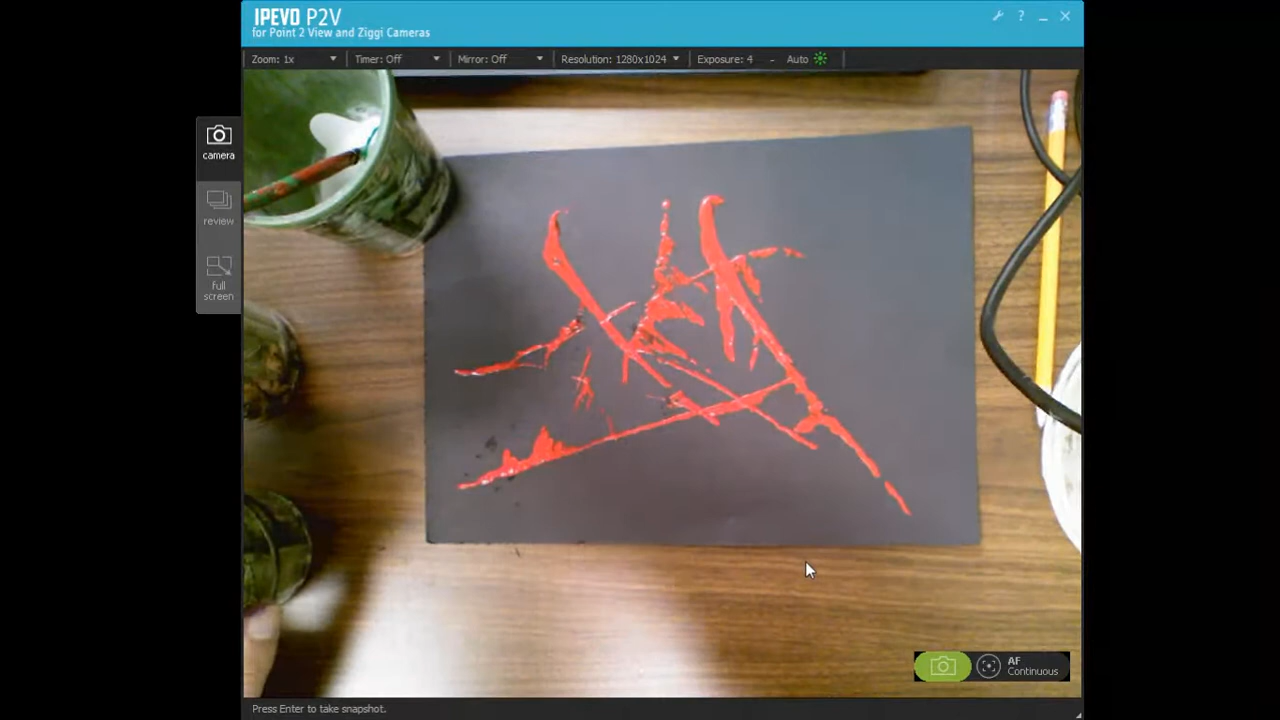 IPEVO P2V
for Point 2 View and Ziggi Cameras
Zoom: 1x Timer: Off Mirror: Off Resolution: 1280x1024 Exposure: 4 - Auto
camera
review
full
screen
AF
Continuous
Press Enter to take snapshot.